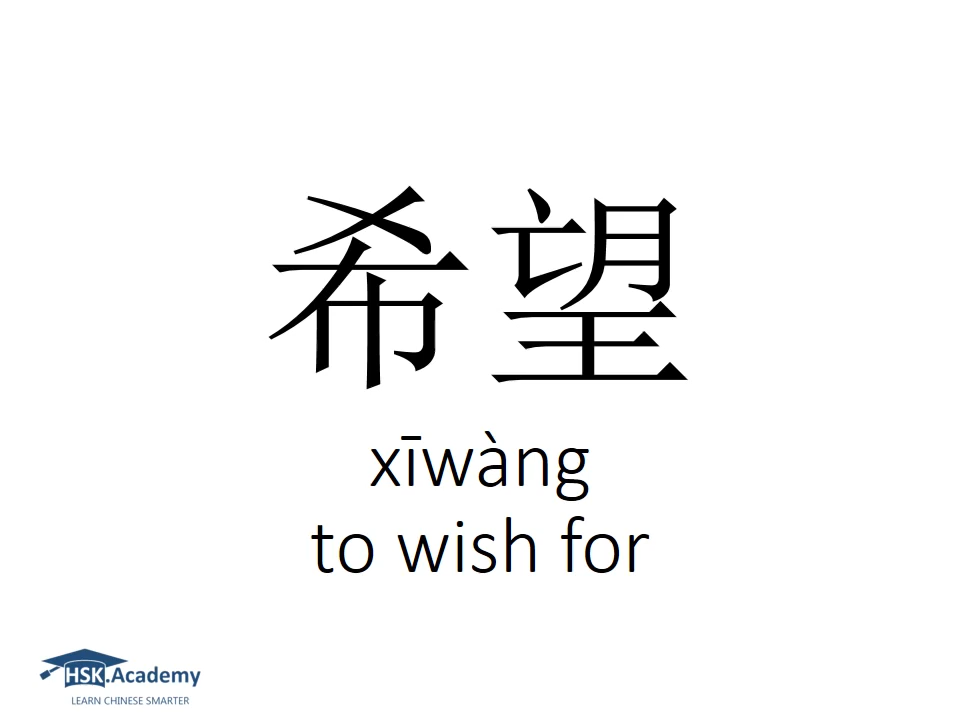 希望
xīwàng
to wish for
HSK.Academy
LEARN CHINESE SMARTER